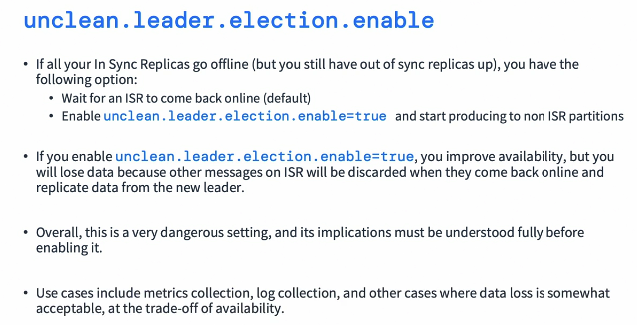 unclean.leader.election.enable
• If all your In Sync Replicas go offline (but you still have out of sync replicas up), you have the
following option:
• Wait for an ISR to come back online (default)
• Enable unclean.leader.election.enable=true and start producing to non ISR partitions
• If you enable unclean.leader.election.enable=true, you improve availability, but you
will lose data because other messages on ISR will be discarded when they come back online and
replicate data from the new leader.
• Overall, this is a very dangerous setting, and its implications must be understood fully before
enabling it.
• Use cases include metrics collection, log collection, and other cases where data loss is somewhat
acceptable, at the trade-off of availability.